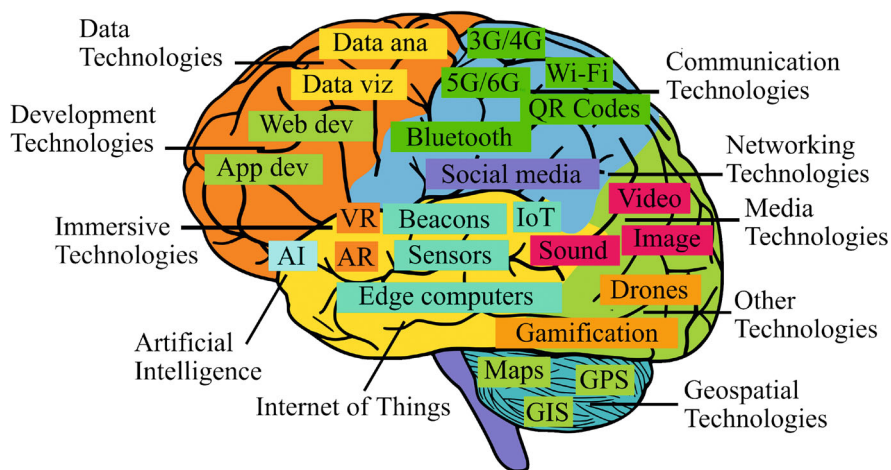 Data
Technologies
Data ana
Data viz
3G/4G
5G/6G
Wi-Fi
QR Codes
Bluetooth
Communication
Technologies
Development
Technologies
Web dev
App dev
Social media
Networking
Technologies
Immersive
Technologies
VR
AR
AI
Beacons
IoT
Sensors
Edge computers
Video
Sound
Image
Media
Technologies
Drones
Gamification
Other
Technologies
Artificial
Intelligence
Internet of Things
Maps
GPS
GIS
Geospatial
Technologies